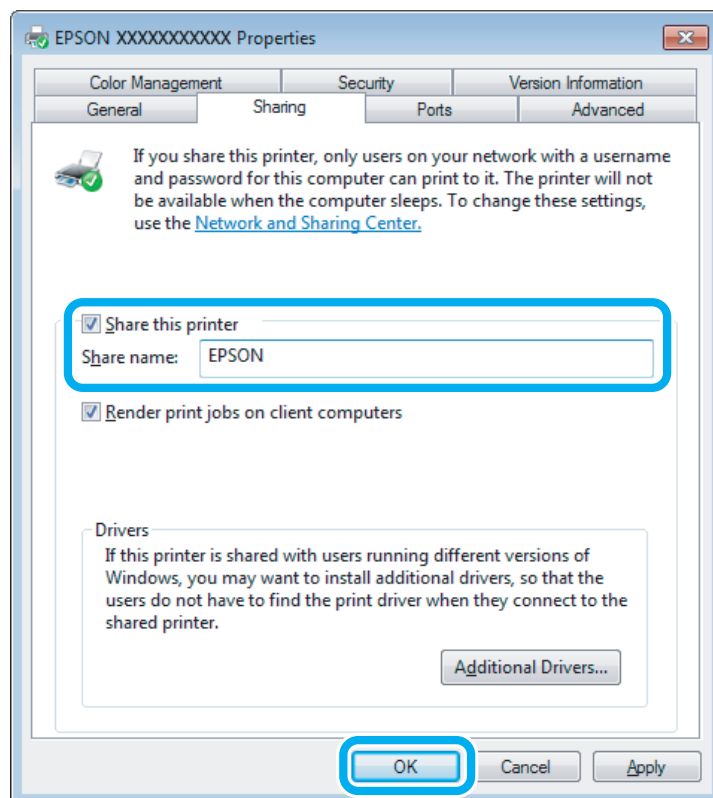 EPSON XXXXXXXXXXX Properties
Color Management Security Version Information
General Sharing Ports Advanced
If you share this printer, only users on your network with a username
and password for this computer can print to it. The printer will not
be available when the computer sleeps. To change these settings,
use the Network and Sharing Center.
Share this printer
Share name: EPSON
Render print jobs on client computers
Drivers
If this printer is shared with users running different versions of
Windows, you may want to install additional drivers, so that the
users do not have to find the print driver when they connect to the
shared printer.
Additional Drivers...
OK Cancel Apply